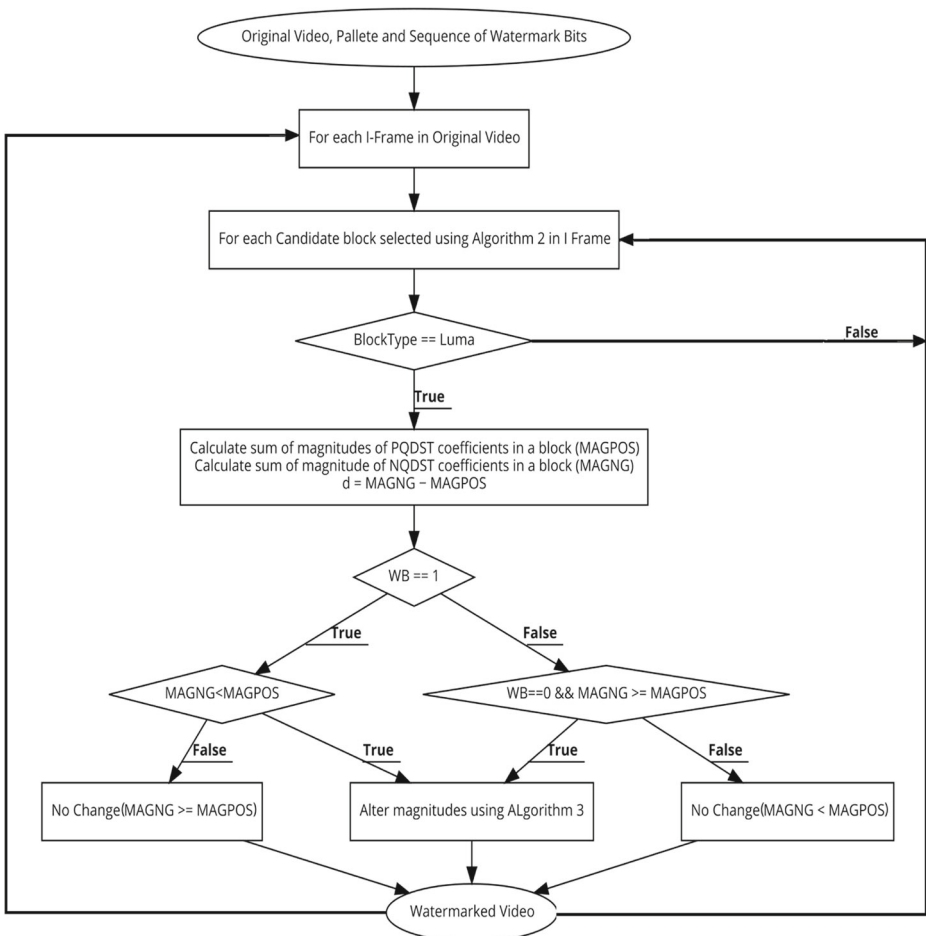 Original Video, Pallete and Sequence of Watermark Bits
For each I-Frame in Original Video
For each Candidate block selected using Algorithm 2 in I Frame
BlockType == Luma
False
True
Calculate sum of magnitudes of PQDST coefficients in a block (MAGPOS)
Calculate sum of magnitude of NQDST coefficients in a block (MAGNG)
d = MAGNG − MAGPOS
WB == 1
True
False
MAGNG<MAGPOS
WB==0 && MAGNG >= MAGPOS
False
True
True
False
No Change(MAGNG >= MAGPOS)
Alter magnitudes using ALgorithm 3
No Change(MAGNG < MAGPOS)
Watermarked Video